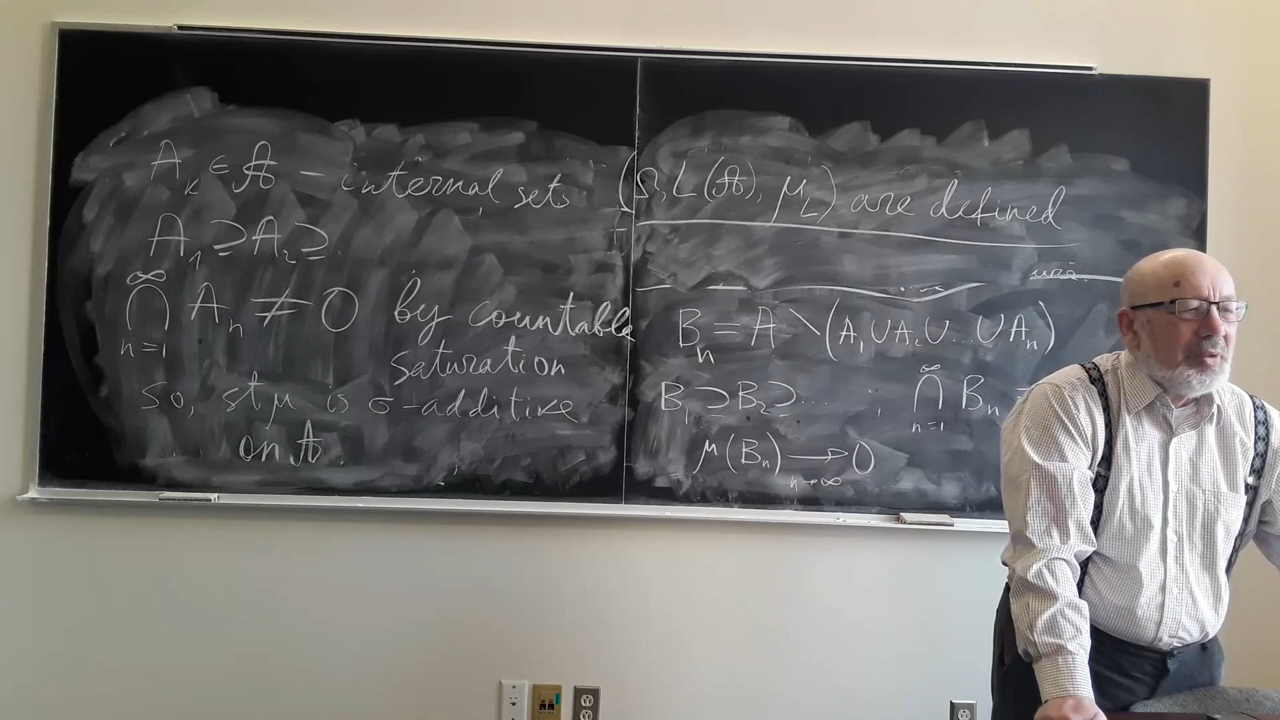 A_k ∈ 𝒜 – internal sets
A_1 ⊇ A_2 ⊇
∞
⋂ A_n ≠ 0 by countable
n=1
saturation
So, st μ is σ-additive
on 𝒜.
(Ω, L(𝒜), μ_L) are defined
B_n = A \ (A_1 ∪ A_2 ∪ ... ∪ A_n)
B_1 ⊇ B_2 ⊇ ... ; ⋂ B_n =
∞
n=1
μ(B_n) → 0
n→∞